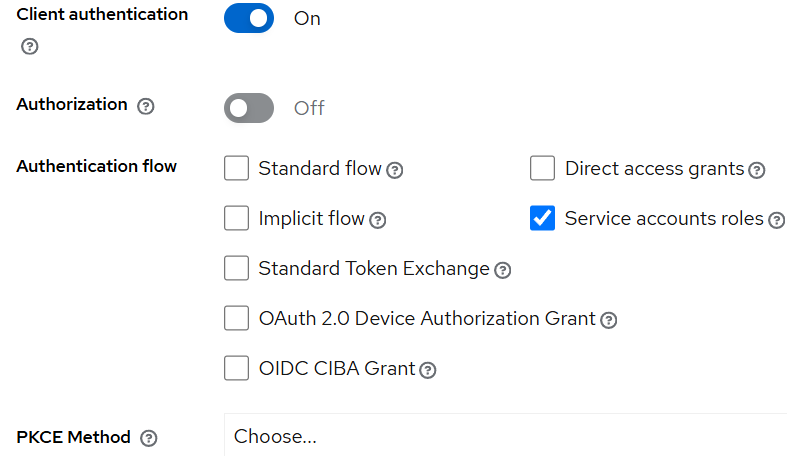 Client authentication
On
Authorization
Off
Authentication flow
Standard flow
Direct access grants
Implicit flow
Service accounts roles
Standard Token Exchange
OAuth 2.0 Device Authorization Grant
OIDC CIBA Grant
PKCE Method
Choose...